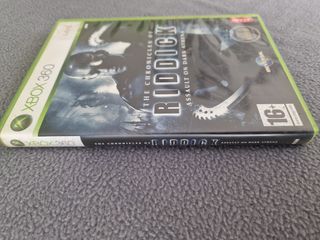 XBOX 360
THE CHRONICLES OF
RIDDICK
ASSAULT ON DARK ATHENA
16+
XBOX 360
THE CHRONICLES OF RIDDICK ASSAULT ON DARK ATHENA